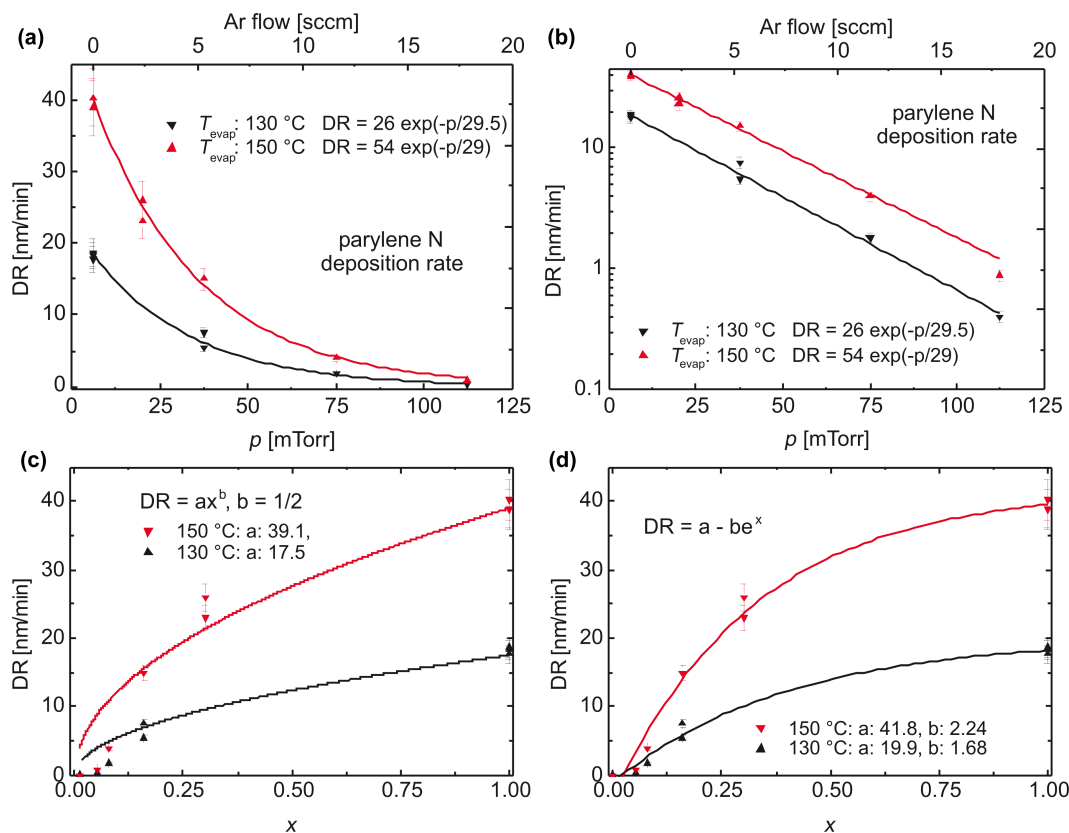 (a)
Ar flow [sccm]
0 5 10 15 20
DR [nm/min]
40
30
20
10
0
T_evap: 130 °C DR = 26 exp(-p/29.5)
T_evap: 150 °C DR = 54 exp(-p/29)
parylene N
deposition rate
0 25 50 75 100 125
p [mTorr]
(b)
Ar flow [sccm]
0 5 10 15 20
DR [nm/min]
10
1
0.1
parylene N
deposition rate
T_evap: 130 °C DR = 26 exp(-p/29.5)
T_evap: 150 °C DR = 54 exp(-p/29)
0 25 50 75 100 125
p [mTorr]
(c)
DR [nm/min]
40
30
20
10
0
DR = ax^b, b = 1/2
150 °C: a: 39.1,
130 °C: a: 17.5
0.00 0.25 0.50 0.75 1.00
x
(d)
DR [nm/min]
40
30
20
10
0
DR = a - be^x
150 °C: a: 41.8, b: 2.24
130 °C: a: 19.9, b: 1.68
0.00 0.25 0.50 0.75 1.00
x